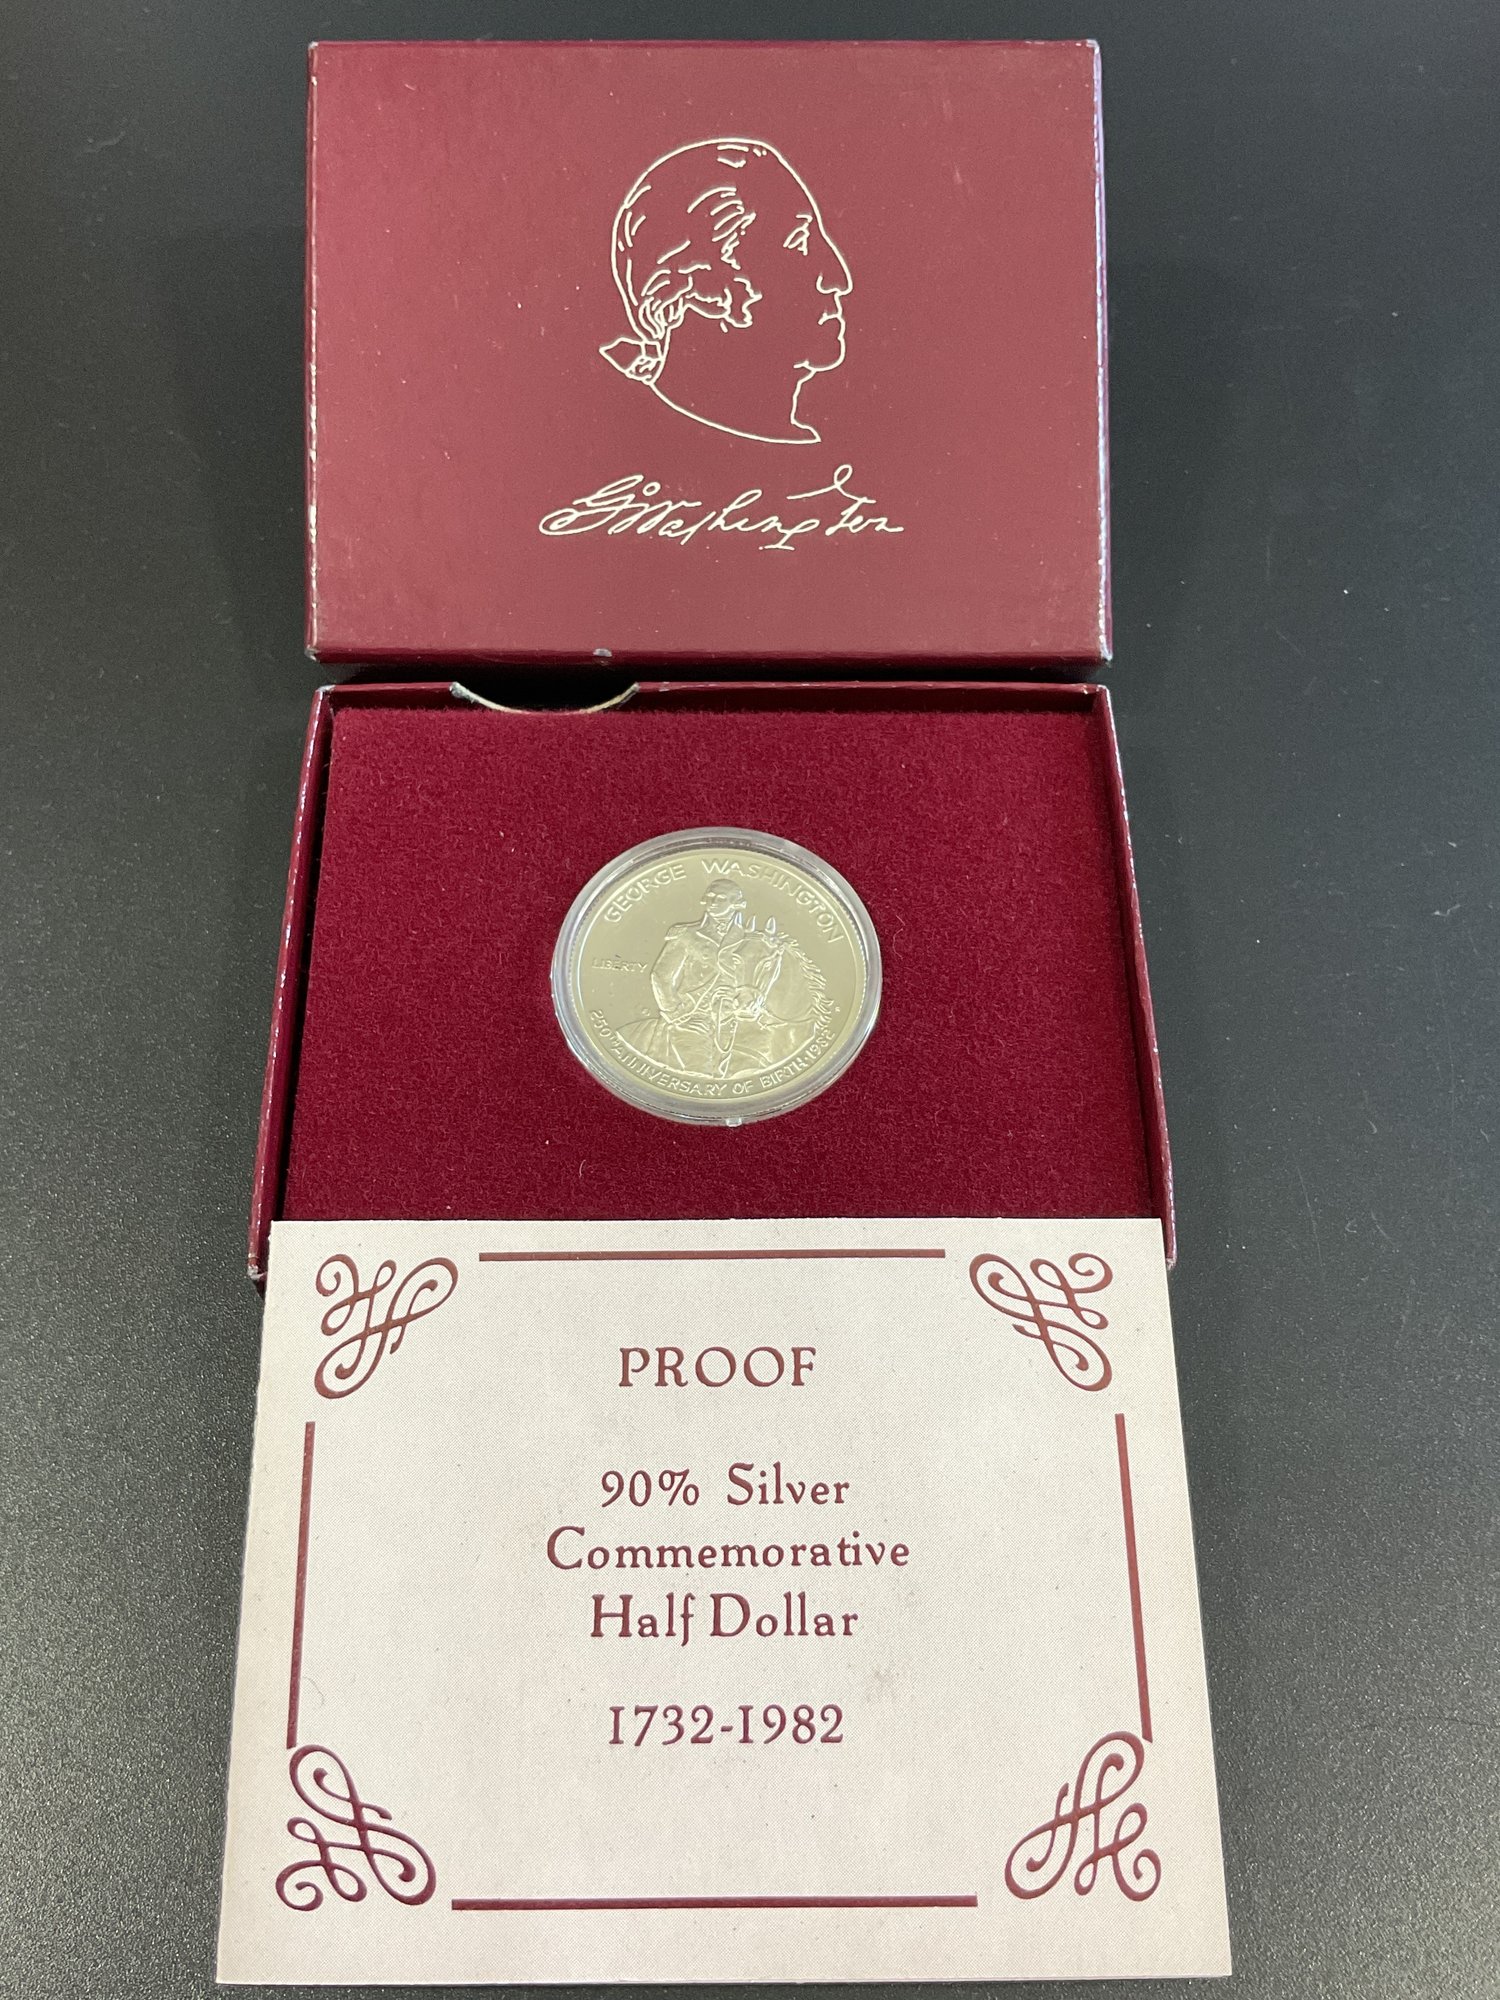 G:Washington
GEORGE WASHINGTON
LIBERTY
250TH ANNIVERSARY OF BIRTH·1982
PROOF
90% Silver
Commemorative
Half Dollar
1732-1982